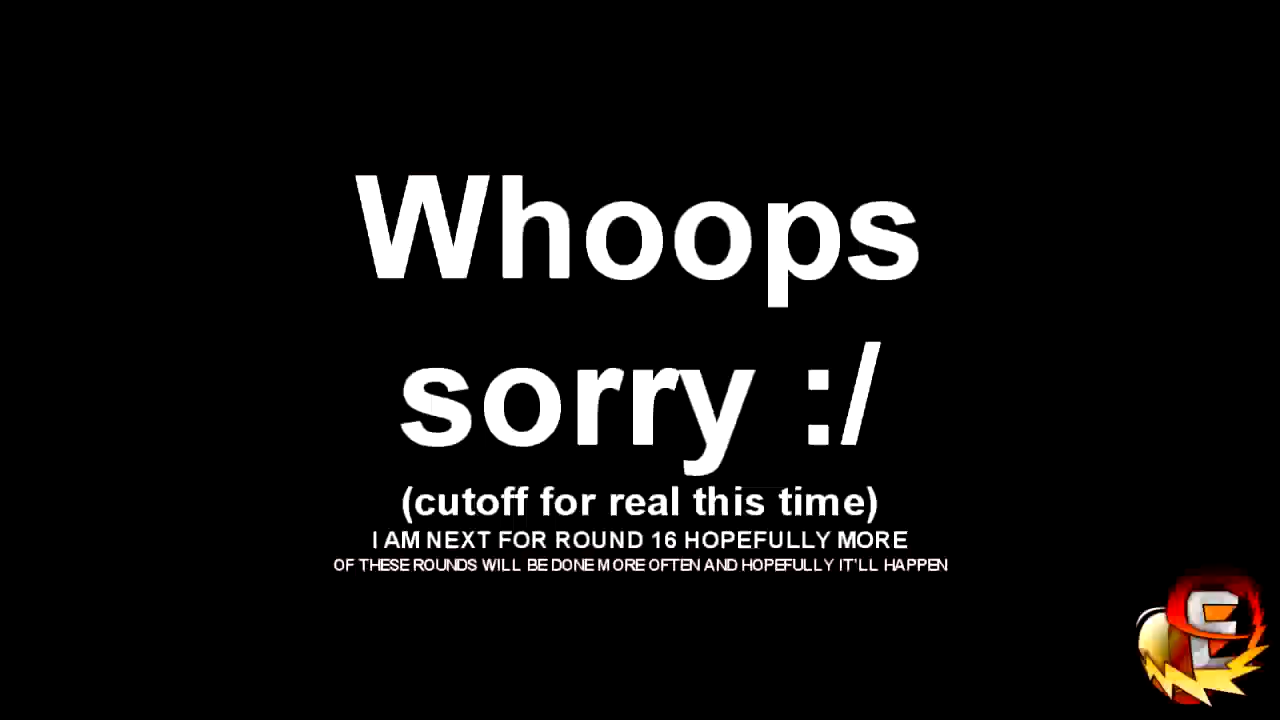 Whoops
sorry :/
(cutoff for real this time)
I AM NEXT FOR ROUND 16 HOPEFULLY MORE
OF THESE ROUNDS WILL BE DONE MORE OFTEN AND HOPEFULLY IT'LL HAPPEN
E